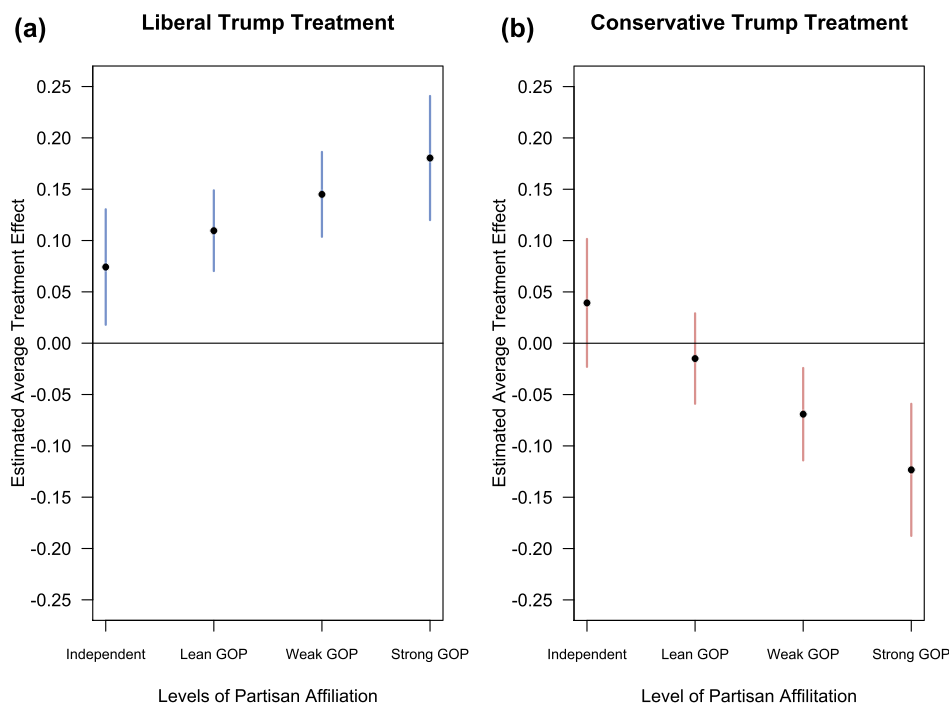 (a)
Liberal Trump Treatment
Estimated Average Treatment Effect
0.25
0.20
0.15
0.10
0.05
0.00
-0.05
-0.10
-0.15
-0.20
-0.25
Independent
Lean GOP
Weak GOP
Strong GOP
Levels of Partisan Affiliation
(b)
Conservative Trump Treatment
Estimated Average Treatment Effect
0.25
0.20
0.15
0.10
0.05
0.00
-0.05
-0.10
-0.15
-0.20
-0.25
Independent
Lean GOP
Weak GOP
Strong GOP
Level of Partisan Affilitation